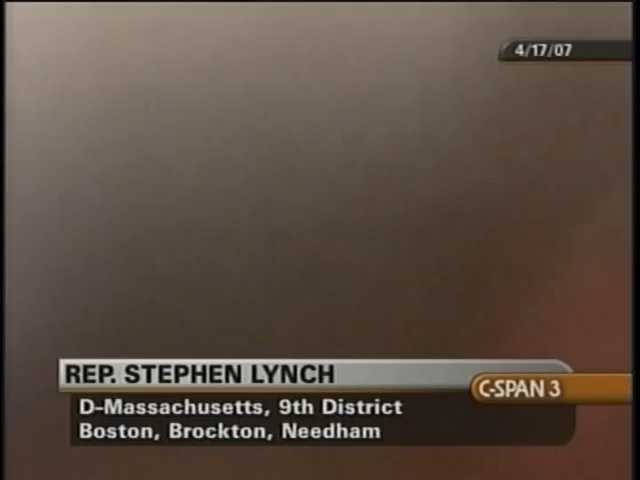 4/17/07
REP. STEPHEN LYNCH
C-SPAN 3
D-Massachusetts, 9th District
Boston, Brockton, Needham